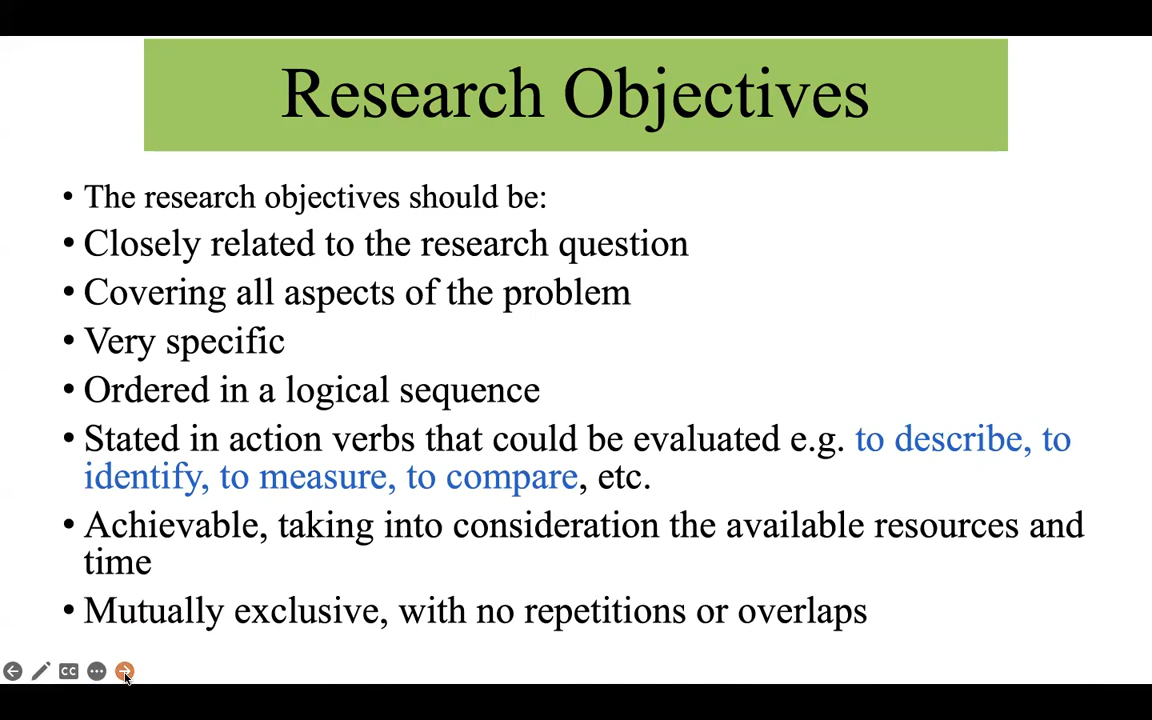 Research Objectives
• The research objectives should be:
• Closely related to the research question
• Covering all aspects of the problem
• Very specific
• Ordered in a logical sequence
• Stated in action verbs that could be evaluated e.g. to describe, to
identify, to measure, to compare, etc.
• Achievable, taking into consideration the available resources and
time
• Mutually exclusive, with no repetitions or overlaps
CC